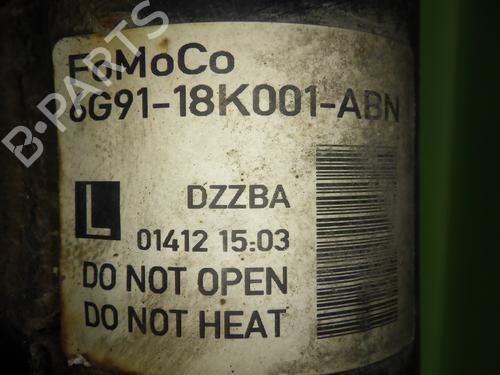 FoMoCo
6G91-18K001-ABN
L DZZBA
01412 15:03
DO NOT OPEN
DO NOT HEAT
B-PARTS